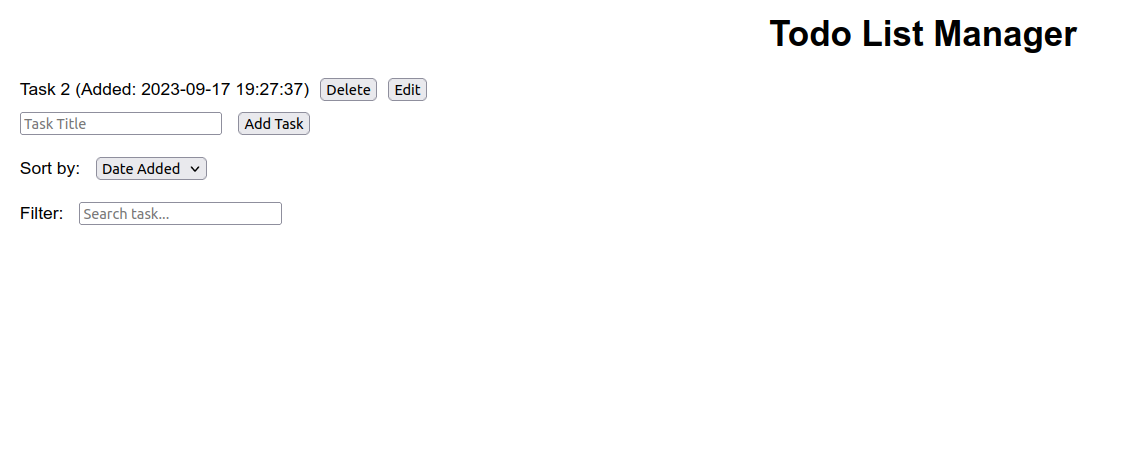 Todo List Manager
Task 2 (Added: 2023-09-17 19:27:37) Delete Edit
Task Title Add Task
Sort by: Date Added
Filter: Search task...